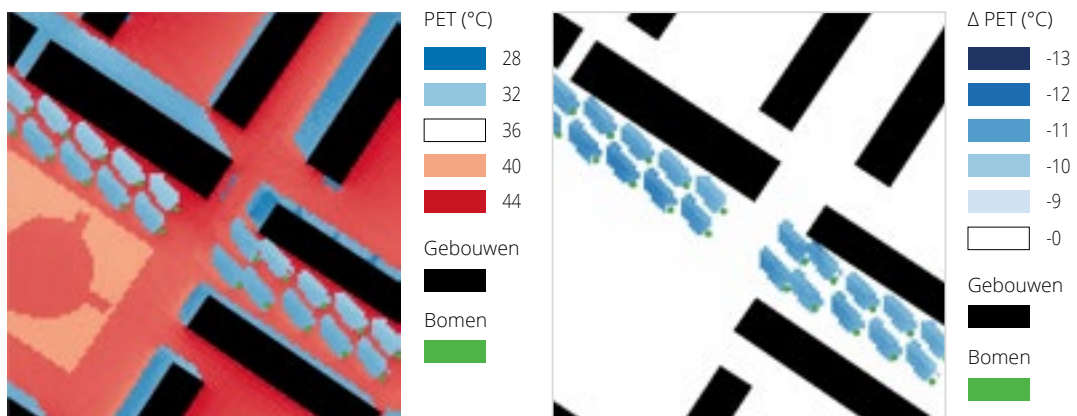 PET (°C)
28
32
36
40
44
Gebouwen
Bomen
Δ PET (°C)
-13
-12
-11
-10
-9
-0
Gebouwen
Bomen